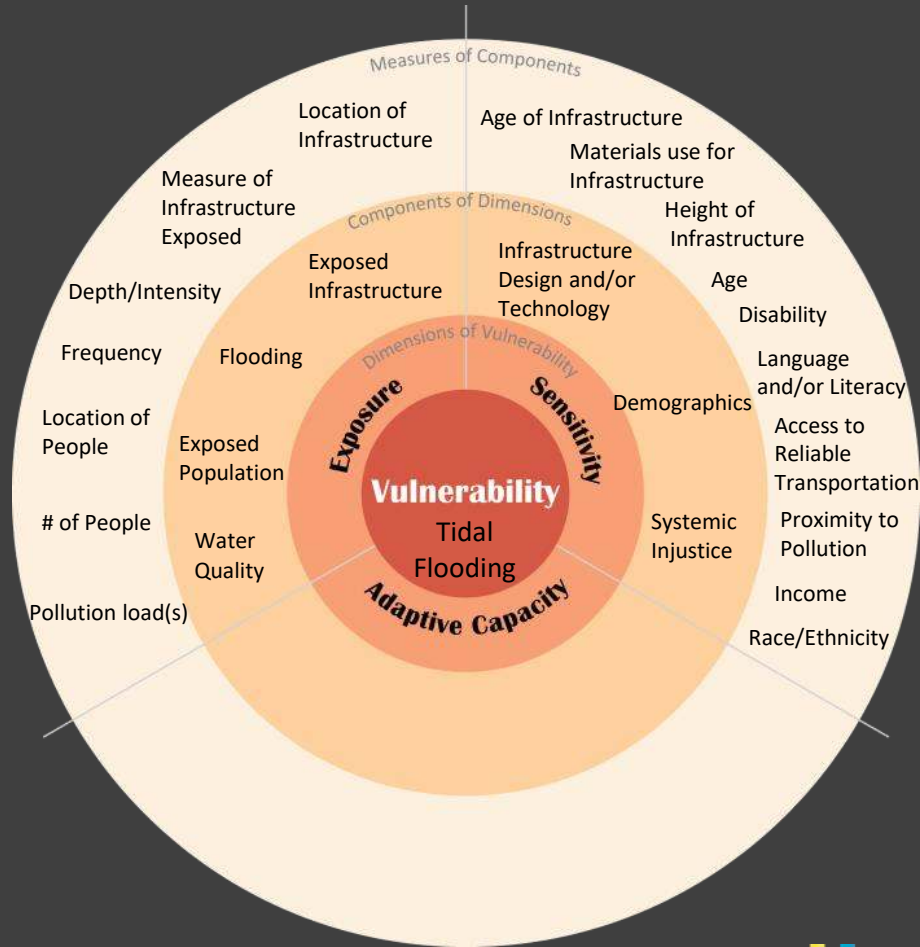 Measures of Components
Location of
Infrastructure
Age of Infrastructure
Materials use for
Infrastructure
Measure of
Infrastructure
Exposed
Components of Dimensions
Height of
Infrastructure
Exposed
Infrastructure
Infrastructure
Design and/or
Technology
Depth/Intensity
Age
Disability
Frequency
Flooding
Dimensions of Vulnerability
Language
and/or Literacy
Exposure
Sensitivity
Demographics
Location of
People
Exposed
Population
Access to
Reliable
Transportation
Vulnerability
Tidal
Flooding
# of People
Water
Quality
Systemic
Injustice
Proximity to
Pollution
Adaptive Capacity
Income
Pollution load(s)
Race/Ethnicity